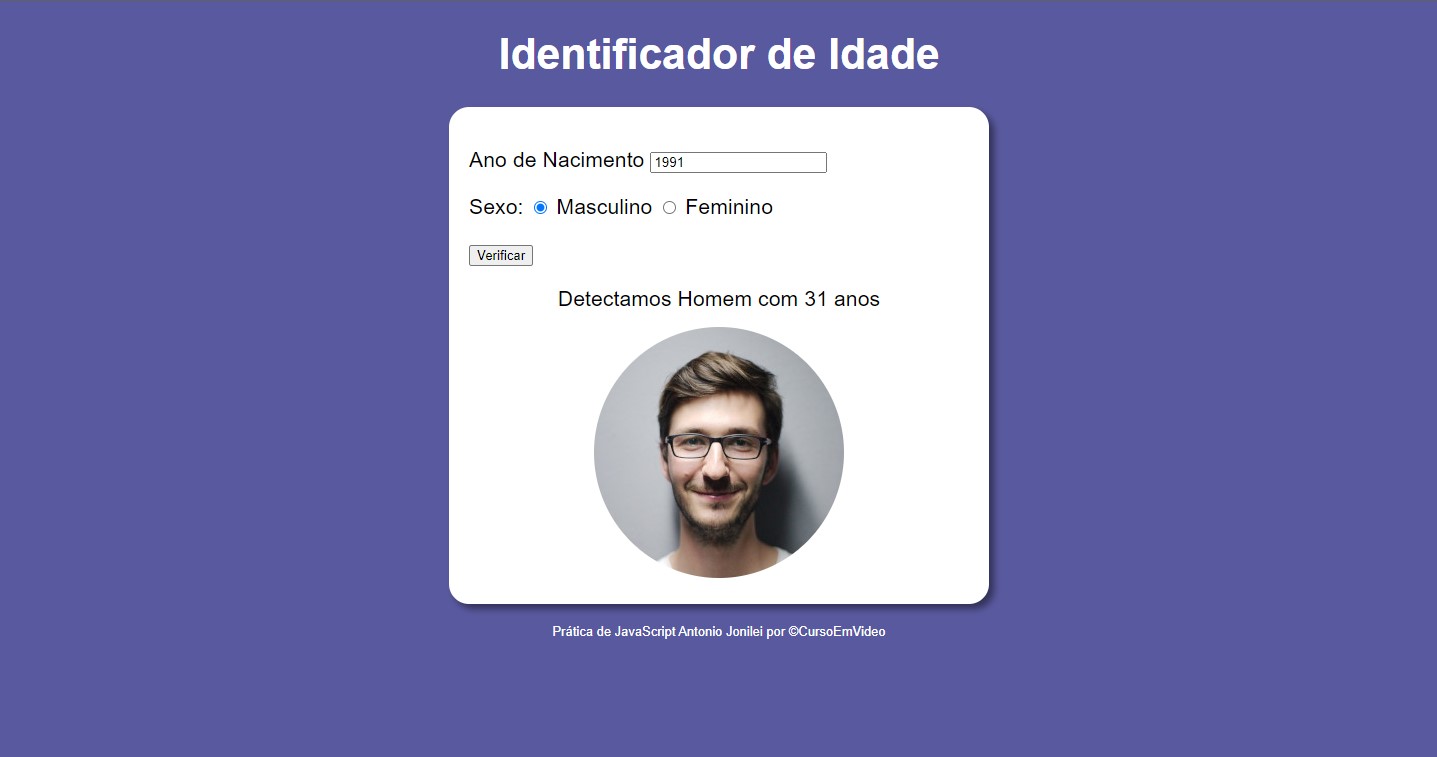 Identificador de Idade
Ano de Nacimento 1991
Sexo: Masculino Feminino
Verificar
Detectamos Homem com 31 anos
Prática de JavaScript Antonio Jonilei por ©CursoEmVideo